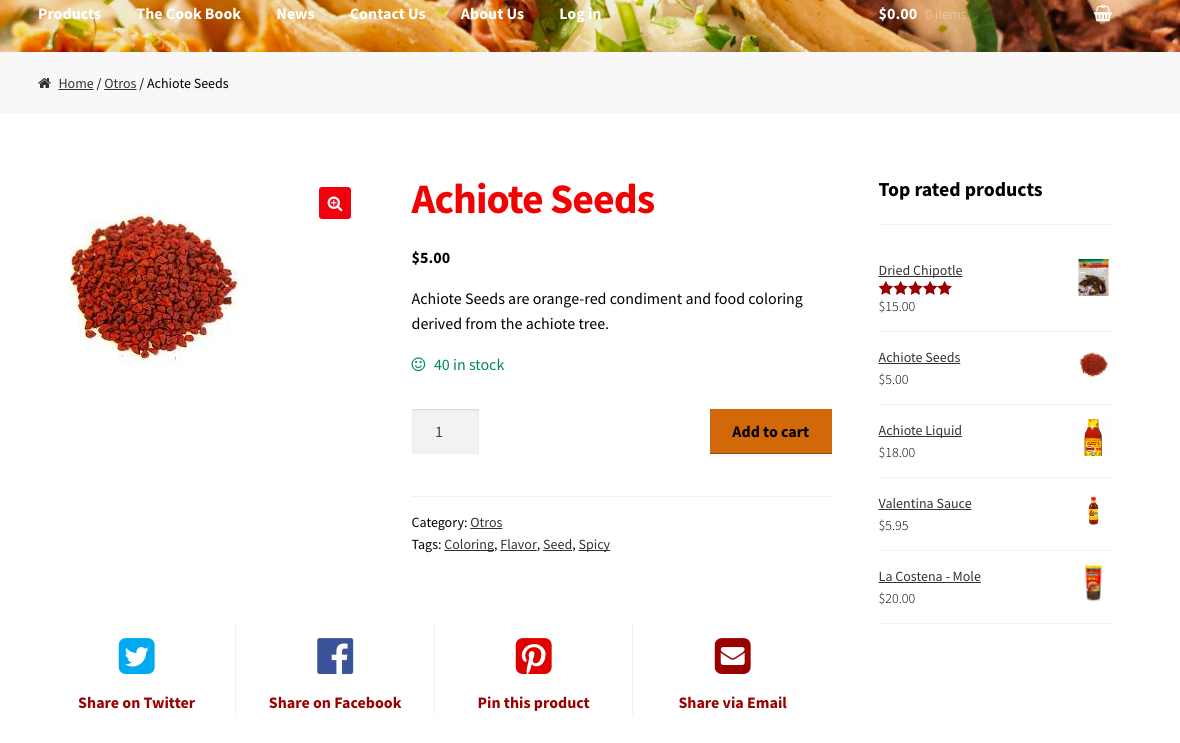 Products The Cook Book News Contact Us About Us Log in $0.00 0 items
Home / Otros / Achiote Seeds
Achiote Seeds
$5.00
Achiote Seeds are orange-red condiment and food coloring
derived from the achiote tree.
40 in stock
1 Add to cart
Category: Otros
Tags: Coloring, Flavor, Seed, Spicy
Top rated products
Dried Chipotle
$15.00
Achiote Seeds
$5.00
Achiote Liquid
$18.00
Valentina Sauce
$5.95
La Costena - Mole
$20.00
Share on Twitter Share on Facebook Pin this product Share via Email